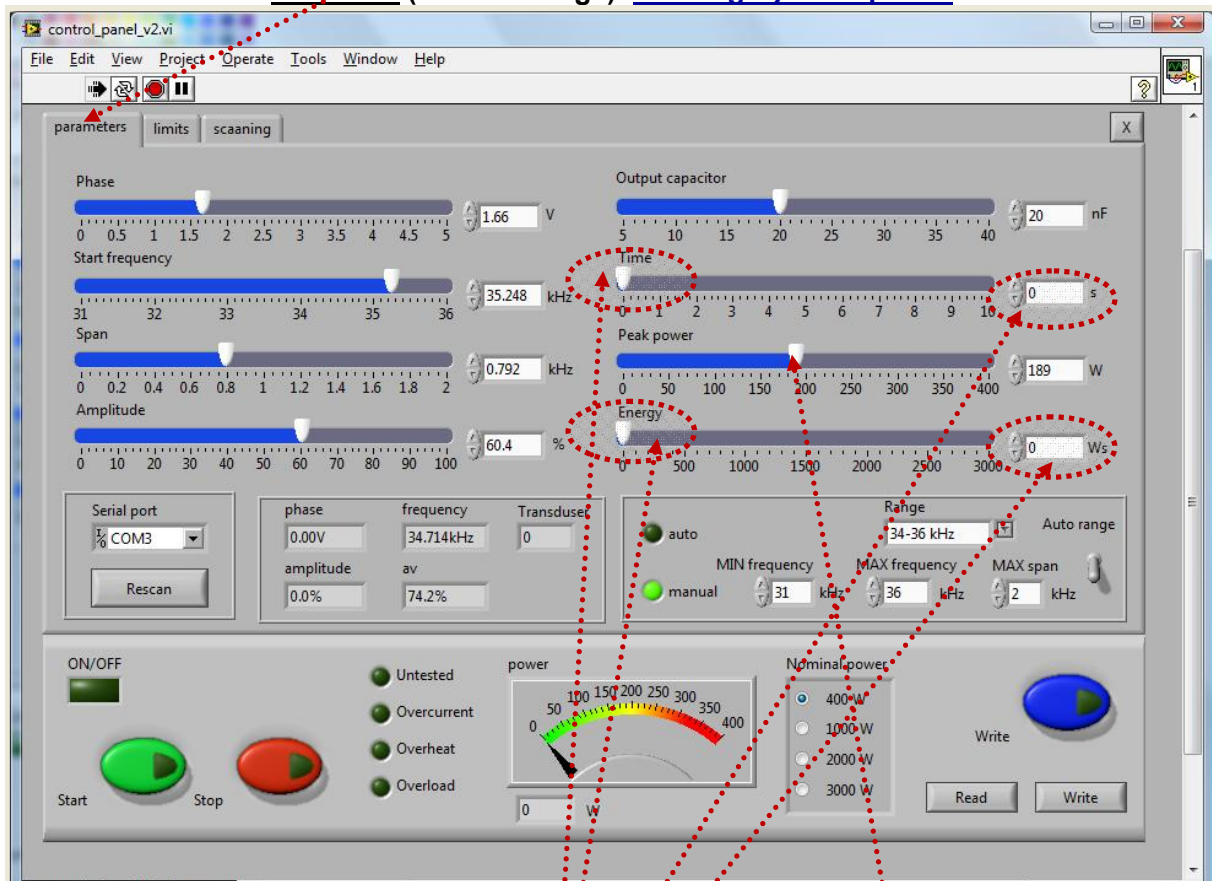 control_panel_v2.vi
File Edit View Project Operate Tools Window Help
1
parameters limits scaaning X
Phase
1.66 V
0 0.5 1 1.5 2 2.5 3 3.5 4 4.5 5
Start frequency
35.248 kHz
31 32 33 34 35 36
Span
0.792 kHz
0 0.2 0.4 0.6 0.8 1 1.2 1.4 1.6 1.8 2
Amplitude
60.4 %
0 10 20 30 40 50 60 70 80 90 100
Output capacitor
20 nF
5 10 15 20 25 30 35 40
Time
0 s
0 1 2 3 4 5 6 7 8 9 10
Peak power
189 W
0 50 100 150 200 250 300 350 400
Energy
0 Ws
0 500 1000 1500 2000 2500 3000
Serial port
COM3
Rescan
phase frequency Transduser
0.00V 34.714kHz 0
amplitude av
0.0% 74.2%
auto
manual
Range
34-36 kHz
Auto range
MIN frequency MAX frequency MAX span
31 kHz 36 kHz 2 kHz
ON/OFF
Start Stop
Untested
Overcurrent
Overheat
Overload
power
0 50 100 150 200 250 300 350 400
0 W
Nominal power
400 W
1000 W
2000 W
3000 W
Write
Read Write